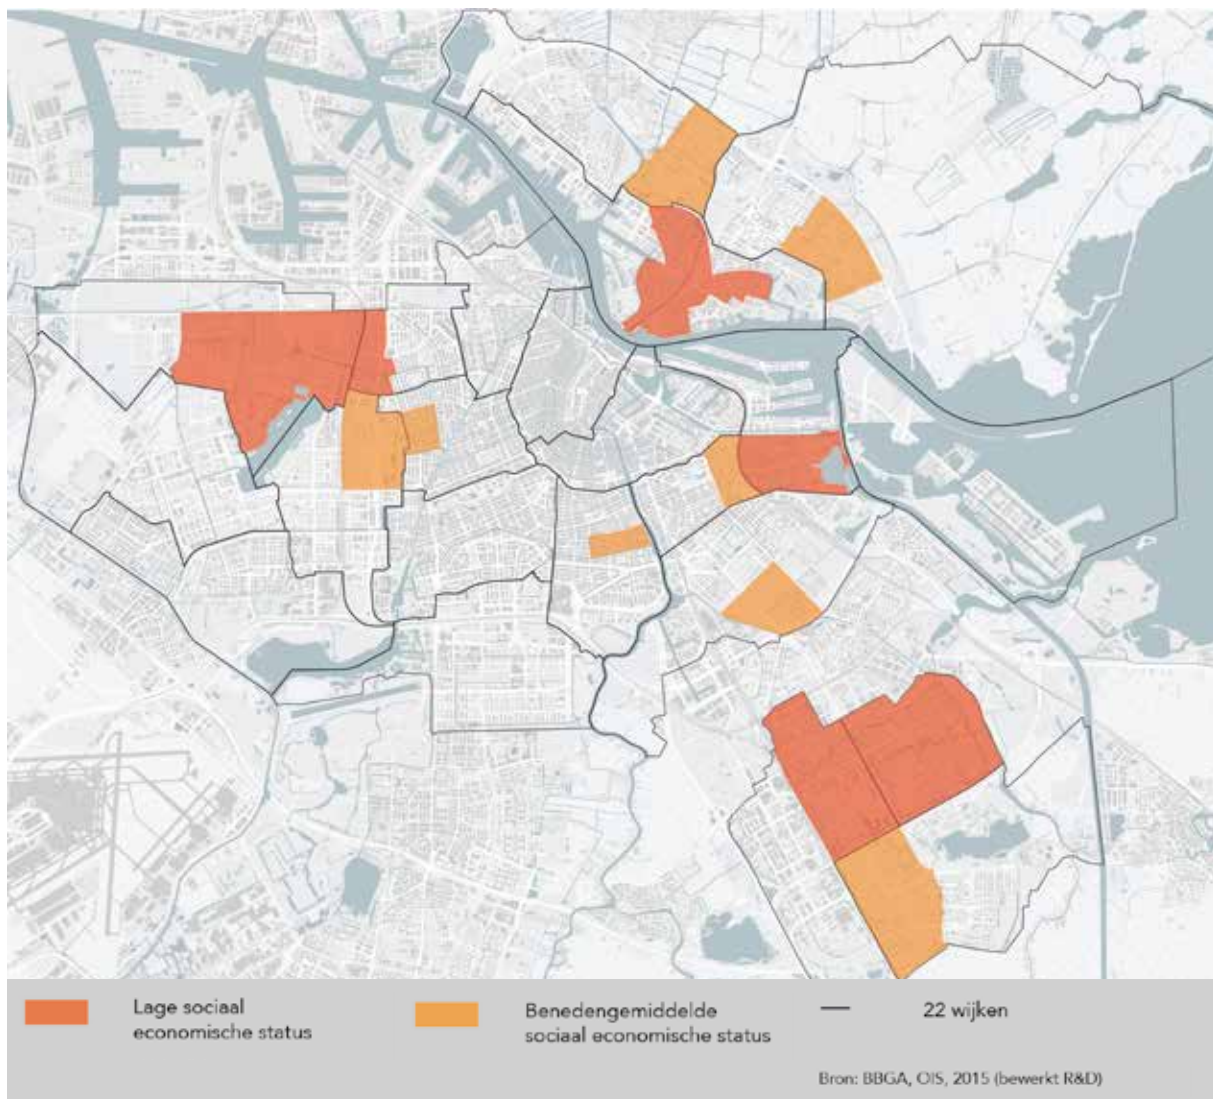 Lage sociaal
economische status
Benedengemiddelde
sociaal economische status
22 wijken
Bron: BBGA, OIS, 2015 (bewerkt R&D)